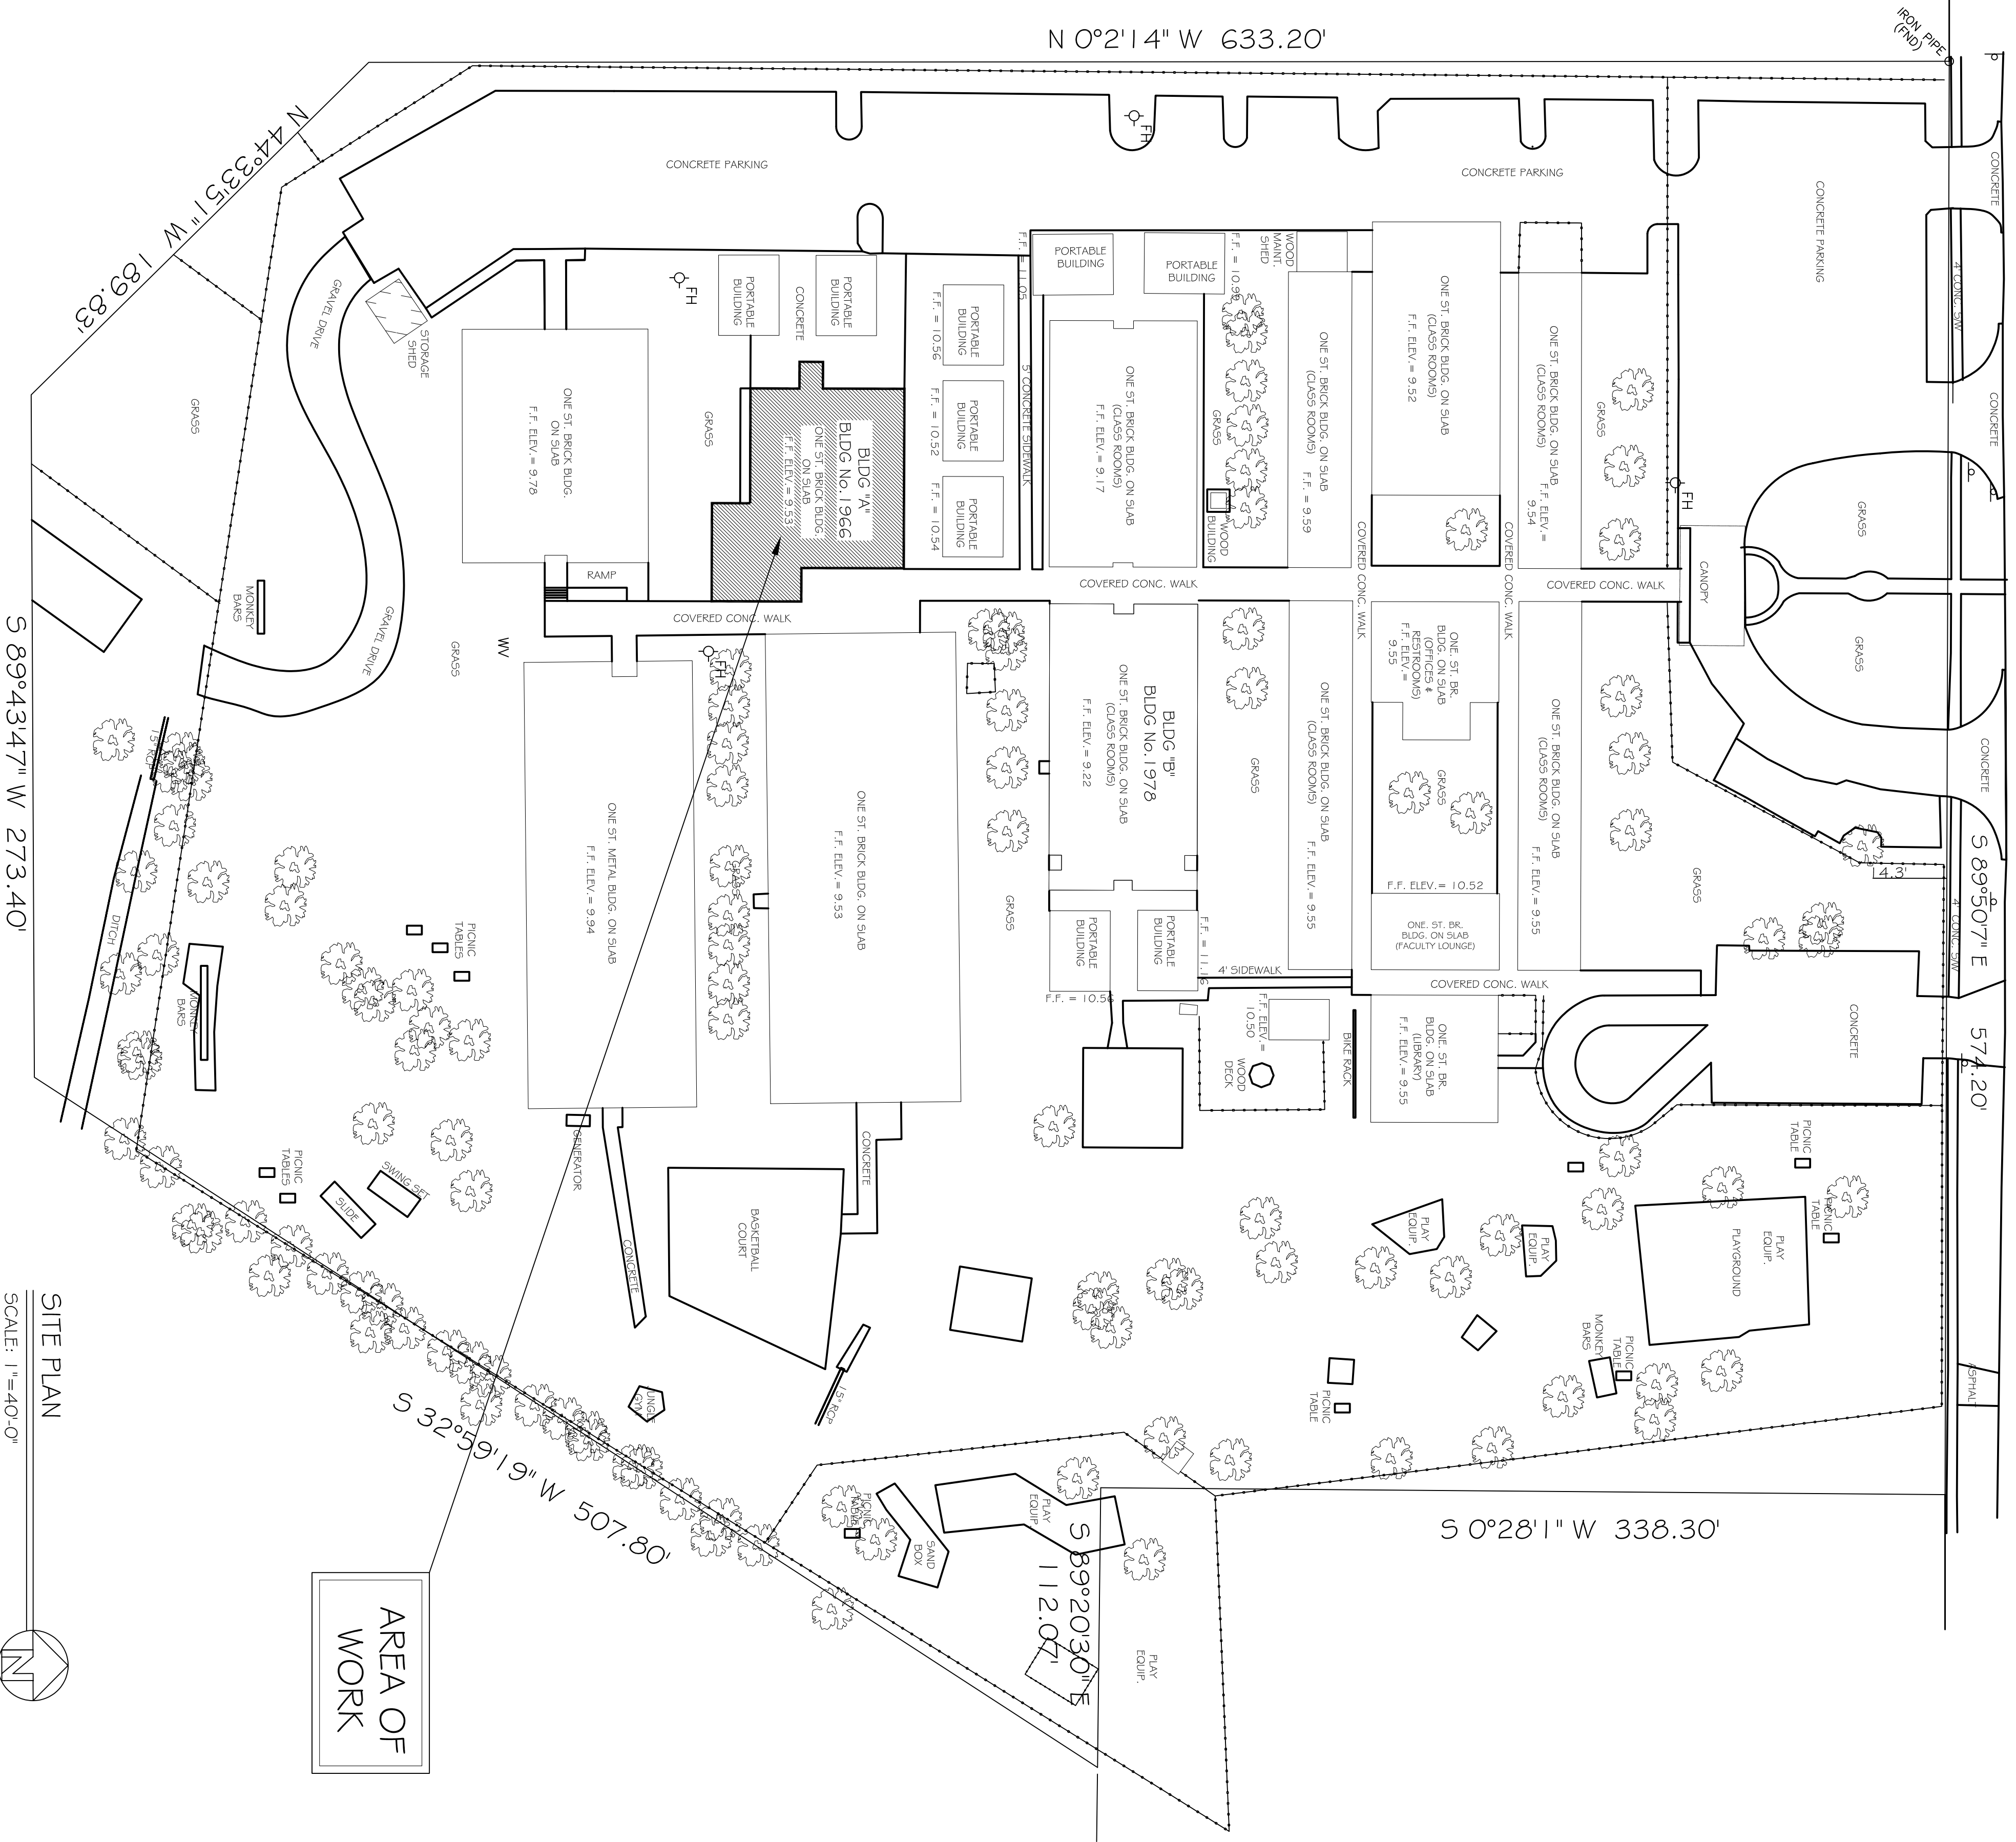 N 0°2'14" W 633.20'
IRON PIPE
(FND)
N 44°33'51" W 189.83'
CONCRETE PARKING
CONCRETE PARKING
CONCRETE PARKING
CONCRETE
4' CONC. S/W
CONCRETE
FH
GRAVEL DRIVE
STORAGE
SHED
GRASS
FH
PORTABLE
BUILDING
CONCRETE
PORTABLE
BUILDING
F.F. = 11.05
PORTABLE
BUILDING
PORTABLE
BUILDING
WOOD
MAINT.
SHED
PORTABLE
BUILDING
F.F. = 10.56
PORTABLE
BUILDING
F.F. = 10.52
PORTABLE
BUILDING
F.F. = 10.54
5' CONCRETE SIDEWALK
ONE ST. BRICK BLDG.
ON SLAB
F.F. ELEV.= 9.78
GRASS
BLDG "A"
BLDG No.1966
ONE ST. BRICK BLDG.
ON SLAB
F.F. ELEV.= 9.53
ONE ST. BRICK BLDG. ON SLAB
(CLASS ROOMS)
F.F. ELEV.= 9.17
GRASS
WOOD
BUILDING
ONE ST. BRICK BLDG. ON SLAB
(CLASS ROOMS)
F.F. = 9.59
ONE ST. BRICK BLDG. ON SLAB
(CLASS ROOMS)
F.F. ELEV.= 9.52
ONE ST. BRICK BLDG. ON SLAB
(CLASS ROOMS)
F.F. ELEV.=
9.54
GRASS
FH
CANOPY
GRASS
GRASS
COVERED CONC. WALK
COVERED CONC. WALK
RAMP
COVERED CONC. WALK
COVERED CONC. WALK
COVERED CONC. WALK
MONKEY
BARS
GRAVEL DRIVE
GRASS
WV
FH
S 89°43'47" W 273.40'
15" RCP
DITCH
ONE ST. METAL BLDG. ON SLAB
F.F. ELEV.= 9.94
GRASS
ONE ST. BRICK BLDG. ON SLAB
F.F. ELEV.= 9.53
GRASS
BLDG "B"
BLDG No.1978
ONE ST. BRICK BLDG. ON SLAB
(CLASS ROOMS)
F.F. ELEV.= 9.22
GRASS
ONE ST. BRICK BLDG. ON SLAB
(CLASS ROOMS)
F.F. ELEV.= 9.55
ONE. ST. BR.
BLDG. ON SLAB
(OFFICES &
RESTROOMS)
F.F. ELEV.=
9.55
GRASS
F.F. ELEV.= 10.52
ONE. ST. BR.
BLDG. ON SLAB
(FACULTY LOUNGE)
ONE ST. BRICK BLDG. ON SLAB
(CLASS ROOMS)
F.F. ELEV.= 9.55
GRASS
CONCRETE
14.3'
S 89°50'7" E 574.20'
4' CONC. S/W
PICNIC
TABLES
MONKEY
BARS
PORTABLE
BUILDING
F.F. = 10.56
PORTABLE
BUILDING
4' SIDEWALK
COVERED CONC. WALK
F.F. ELEV.=
10.50
WOOD
DECK
BIKE RACK
ONE. ST. BR.
BLDG. ON SLAB
(LIBRARY)
F.F. ELEV.= 9.55
CONCRETE
GENERATOR
CONCRETE
CONCRETE
PICNIC
TABLES
SLIDE
SWING SET
BASKETBALL
COURT
PLAY
EQUIP.
PLAY
EQUIP.
PLAYGROUND
PLAY
EQUIP.
PICNIC
TABLE
PICNIC
TABLE
MONKEY
BARS
PICNIC
TABLE
PICNIC
TABLE
ASPHALT
JUNGLE
GYM
15" RCP
S 32°59'19" W 507.80'
PICNIC
TABLE
SAND
BOX
PLAY
EQUIP.
S 89°20'30" E
112.07'
PLAY
EQUIP.
S 0°28'1" W 338.30'
AREA OF
WORK
SITE PLAN
SCALE: 1"=40'-0"
N